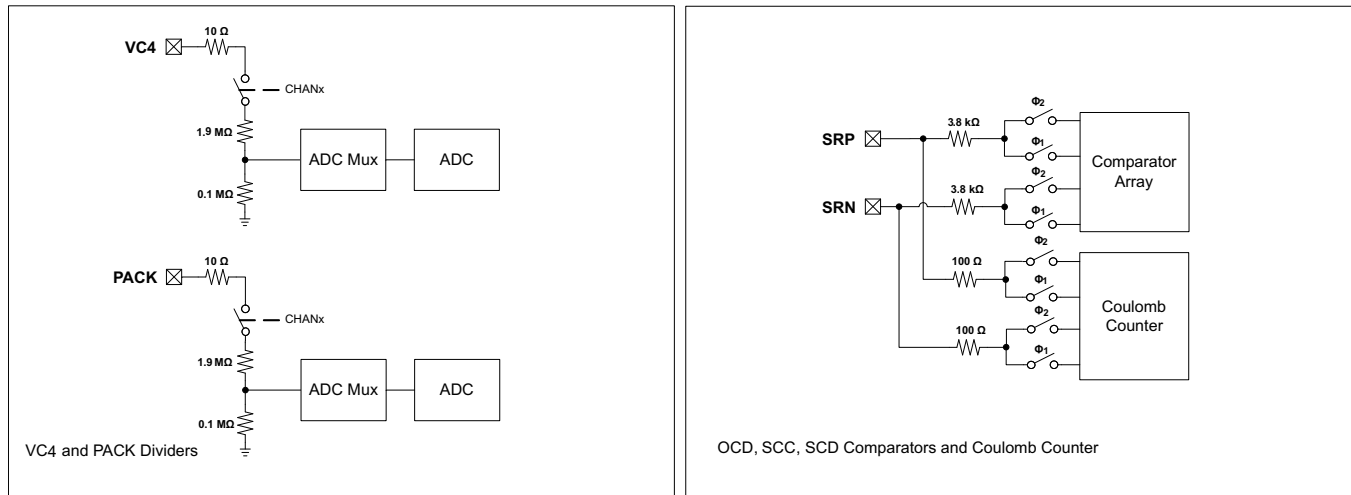 10 Ω
VC4
CHANx
1.9 MΩ
ADC Mux
ADC
0.1 MΩ
10 Ω
PACK
CHANx
1.9 MΩ
ADC Mux
ADC
0.1 MΩ
VC4 and PACK Dividers
Φ2
3.8 kΩ
SRP
Φ1
Comparator
Array
Φ2
3.8 kΩ
SRN
Φ1
Φ2
100 Ω
Φ1
Coulomb
Counter
Φ2
100 Ω
Φ1
OCD, SCC, SCD Comparators and Coulomb Counter